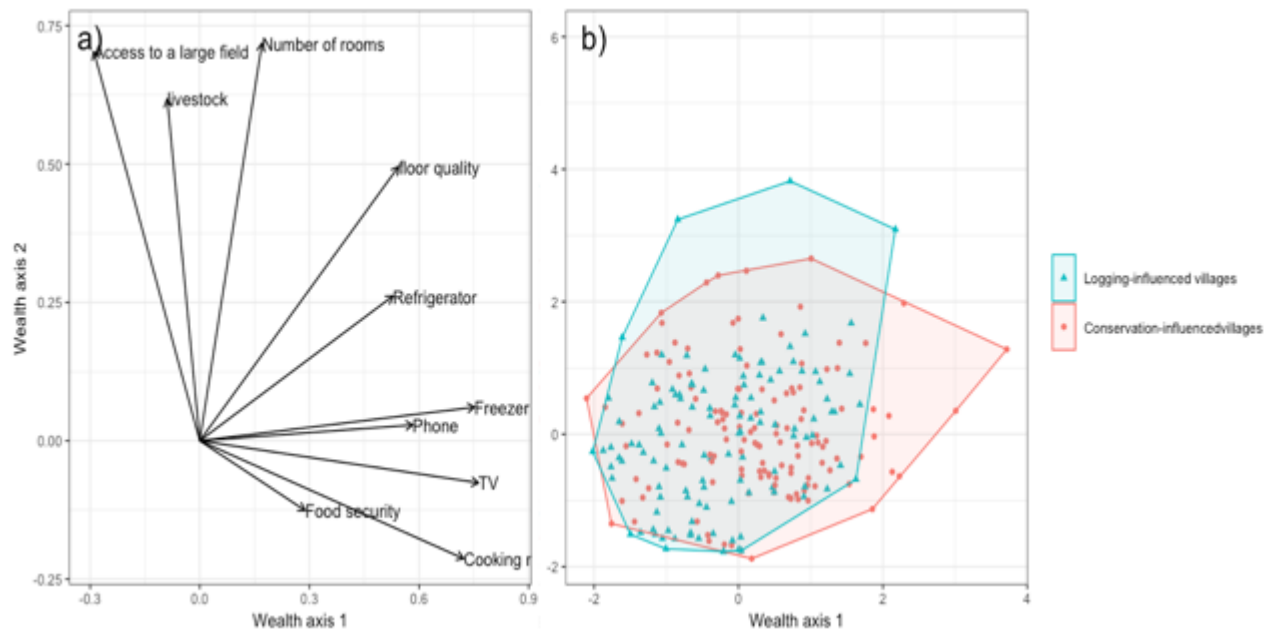 a)
b)
0.75
0.50
0.25
0.00
-0.25
Wealth axis 2
Access to a large field
Number of rooms
livestock
floor quality
Refrigerator
Freezer
Phone
TV
Food security
Cooking r
-0.3 0.0 0.3 0.6 0.9
Wealth axis 1
6
4
2
0
-2
-2 0 2 4
Wealth axis 1
Logging-influenced villages
Conservation-influencedvillages